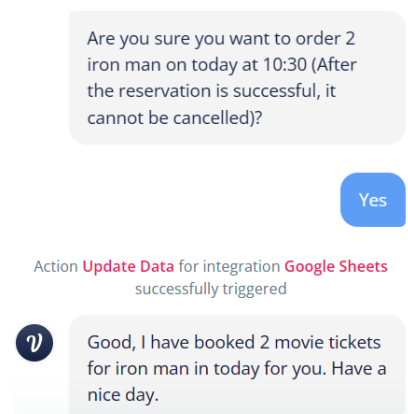 Are you sure you want to order 2
iron man on today at 10:30 (After
the reservation is successful, it
cannot be cancelled)?
Yes
Action Update Data for integration Google Sheets
successfully triggered
V
Good, I have booked 2 movie tickets
for iron man in today for you. Have a
nice day.